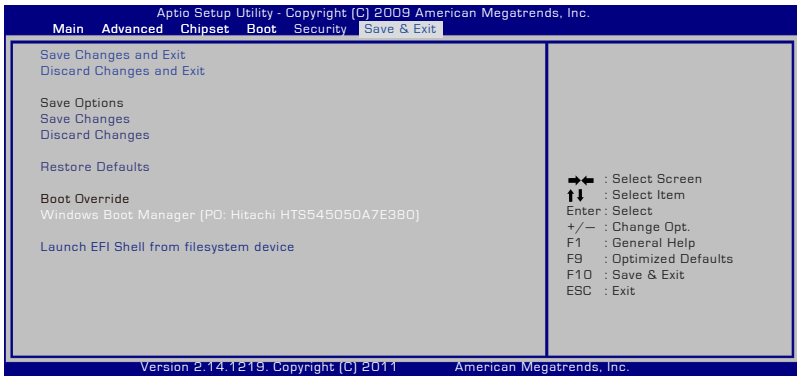 Aptio Setup Utility - Copyright (C) 2009 American Megatrends, Inc.
Main Advanced Chipset Boot Security Save & Exit
Save Changes and Exit
Discard Changes and Exit
Save Options
Save Changes
Discard Changes
Restore Defaults
Boot Override
Windows Boot Manager (PO: Hitachi HTS545050A7E380)
Launch EFI Shell from filesystem device
→← : Select Screen
↑↓ : Select Item
Enter : Select
+/— : Change Opt.
F1 : General Help
F9 : Optimized Defaults
F10 : Save & Exit
ESC : Exit
Version 2.14.1219. Copyright (C) 2011 American Megatrends, Inc.